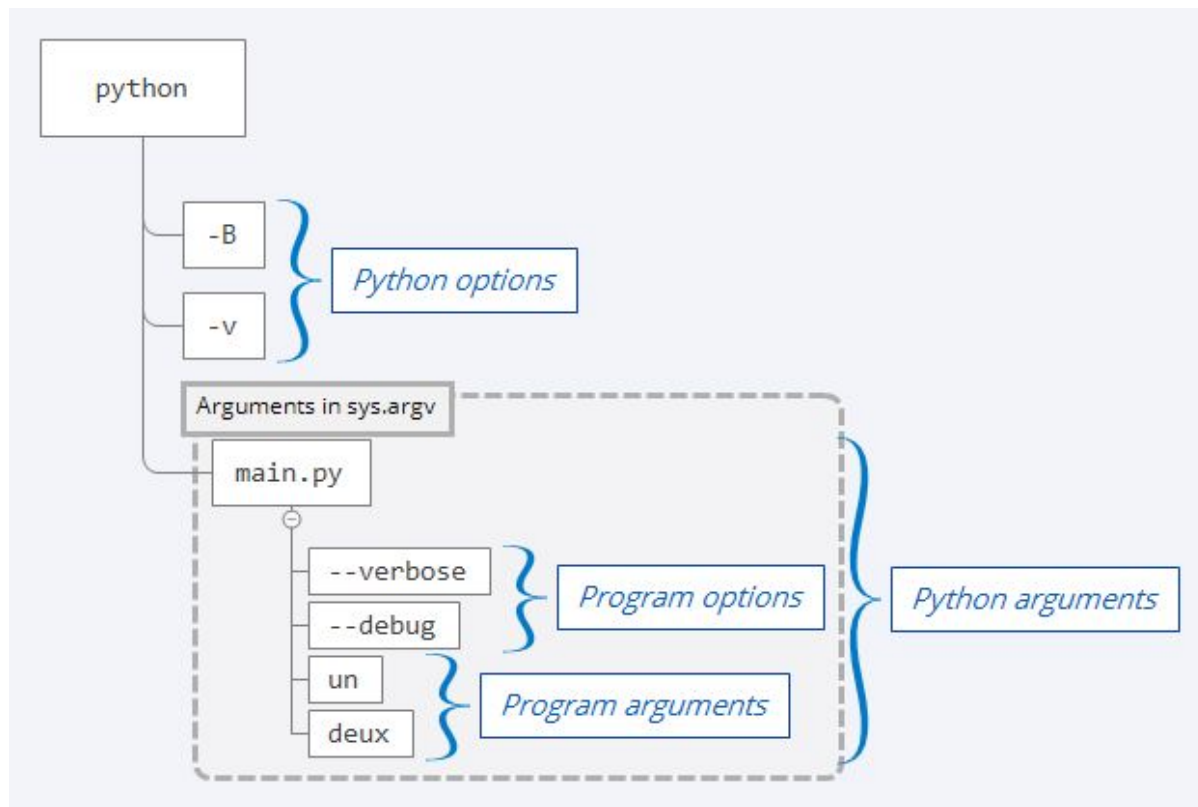 python
-B
-v
Python options
Arguments in sys.argv
main.py
--verbose
--debug
Program options
Python arguments
un
deux
Program arguments